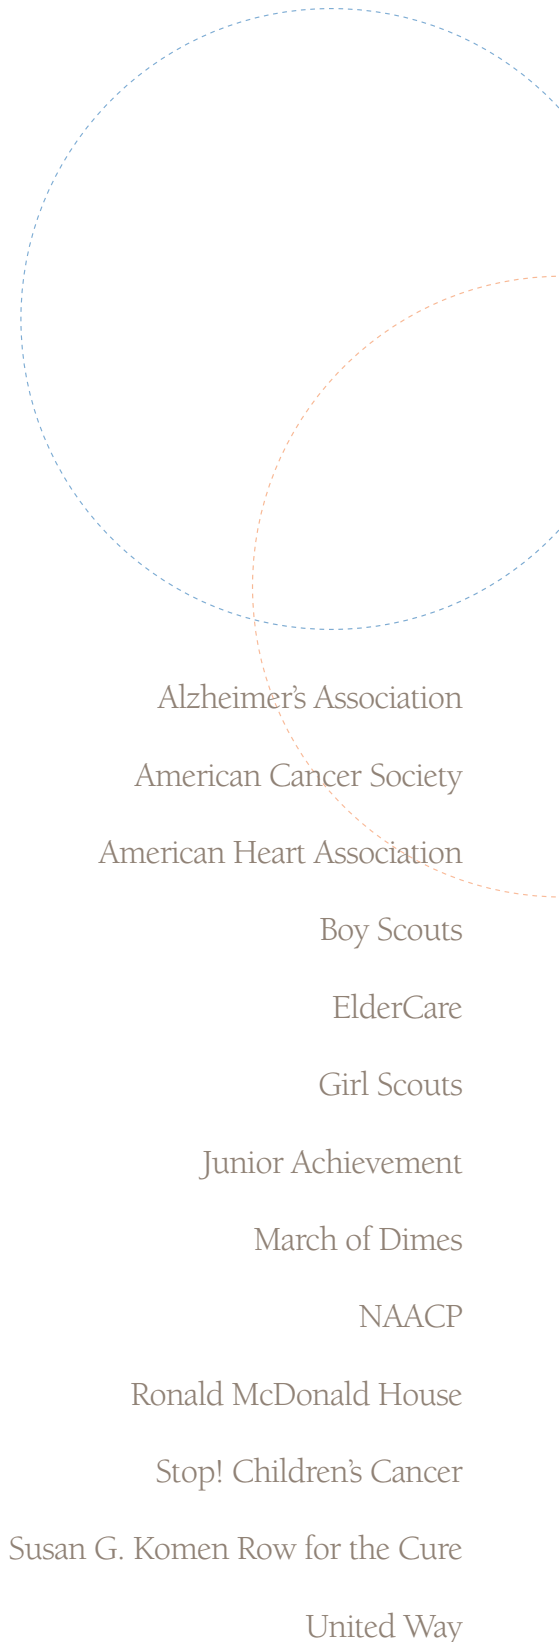 Alzheimer's Association
American Cancer Society
American Heart Association
Boy Scouts
ElderCare
Girl Scouts
Junior Achievement
March of Dimes
NAACP
Ronald McDonald House
Stop! Children's Cancer
Susan G. Komen Row for the Cure
United Way